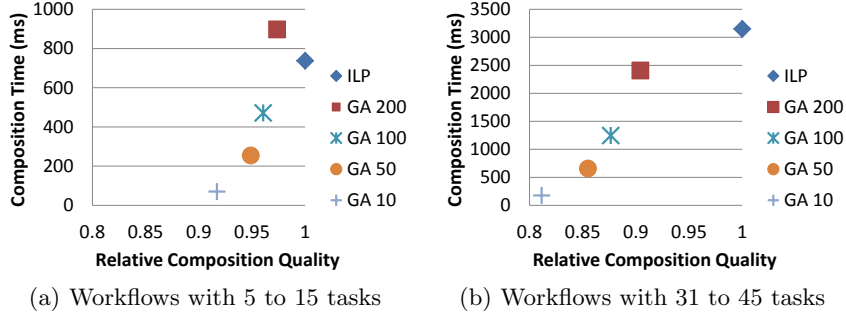 Composition Time (ms)
1000
800
600
400
200
0
0.8
0.85
0.9
0.95
1
Relative Composition Quality
ILP
GA 200
GA 100
GA 50
GA 10
(a) Workflows with 5 to 15 tasks
Composition Time (ms)
3500
3000
2500
2000
1500
1000
500
0
0.8
0.85
0.9
0.95
1
Relative Composition Quality
ILP
GA 200
GA 100
GA 50
GA 10
(b) Workflows with 31 to 45 tasks